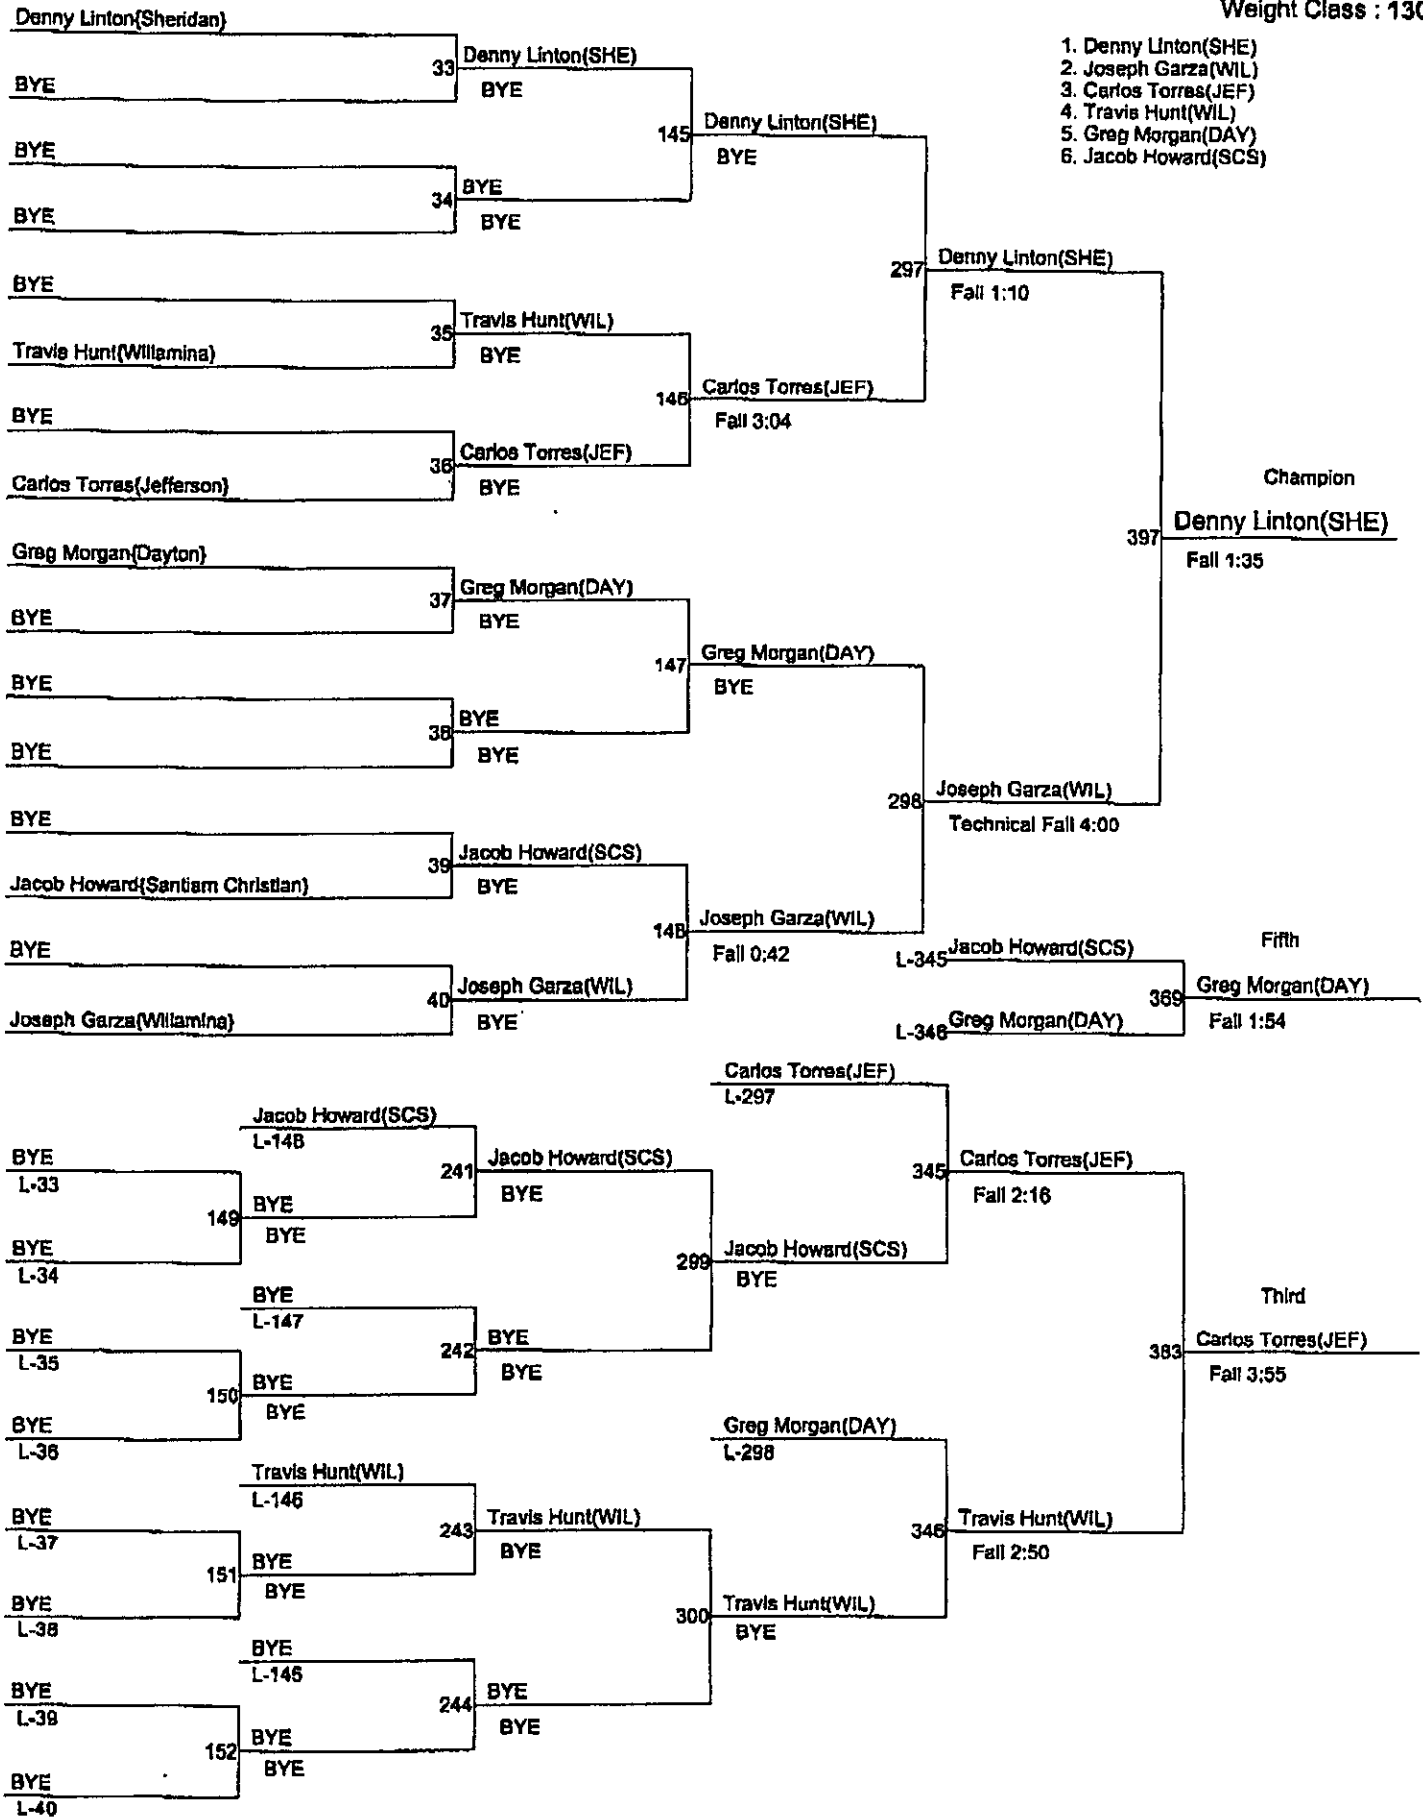 Weight Class : 130
1. Denny Linton(SHE)
2. Joseph Garza(WIL)
3. Carlos Torres(JEF)
4. Travis Hunt(WIL)
5. Greg Morgan(DAY)
6. Jacob Howard(SCS)
Denny Linton{Sheridan}
33 Denny Linton(SHE)
BYE
BYE
145 Denny Linton(SHE)
BYE
BYE
34 BYE
BYE
BYE
297 Denny Linton(SHE)
Fall 1:10
BYE
35 Travis Hunt(WIL)
BYE
Travis Hunt{Willamina}
146 Carlos Torres(JEF)
Fall 3:04
BYE
36 Carlos Torres(JEF)
BYE
Carlos Torres{Jefferson}
Champion
397 Denny Linton(SHE)
Fall 1:35
Greg Morgan{Dayton}
37 Greg Morgan(DAY)
BYE
BYE
147 Greg Morgan(DAY)
BYE
BYE
38 BYE
BYE
BYE
298 Joseph Garza(WIL)
Technical Fall 4:00
BYE
39 Jacob Howard(SCS)
BYE
Jacob Howard{Santiam Christian}
148 Joseph Garza(WIL)
Fall 0:42
BYE
40 Joseph Garza(WIL)
BYE
Joseph Garza{Willamina}
L-345 Jacob Howard(SCS)
Fifth
369 Greg Morgan(DAY)
Fall 1:54
L-346 Greg Morgan(DAY)
Carlos Torres(JEF)
L-297
Jacob Howard(SCS)
L-148
241 Jacob Howard(SCS)
BYE
345 Carlos Torres(JEF)
Fall 2:16
BYE
L-33
149 BYE
BYE
BYE
L-34
299 Jacob Howard(SCS)
BYE
BYE
L-147
242 BYE
BYE
BYE
L-35
150 BYE
BYE
BYE
L-36
Third
383 Carlos Torres(JEF)
Fall 3:55
Greg Morgan(DAY)
L-298
Travis Hunt(WIL)
L-146
243 Travis Hunt(WIL)
BYE
346 Travis Hunt(WIL)
Fall 2:50
BYE
L-37
151 BYE
BYE
BYE
L-38
300 Travis Hunt(WIL)
BYE
BYE
L-145
244 BYE
BYE
BYE
L-39
152 BYE
BYE
BYE
L-40